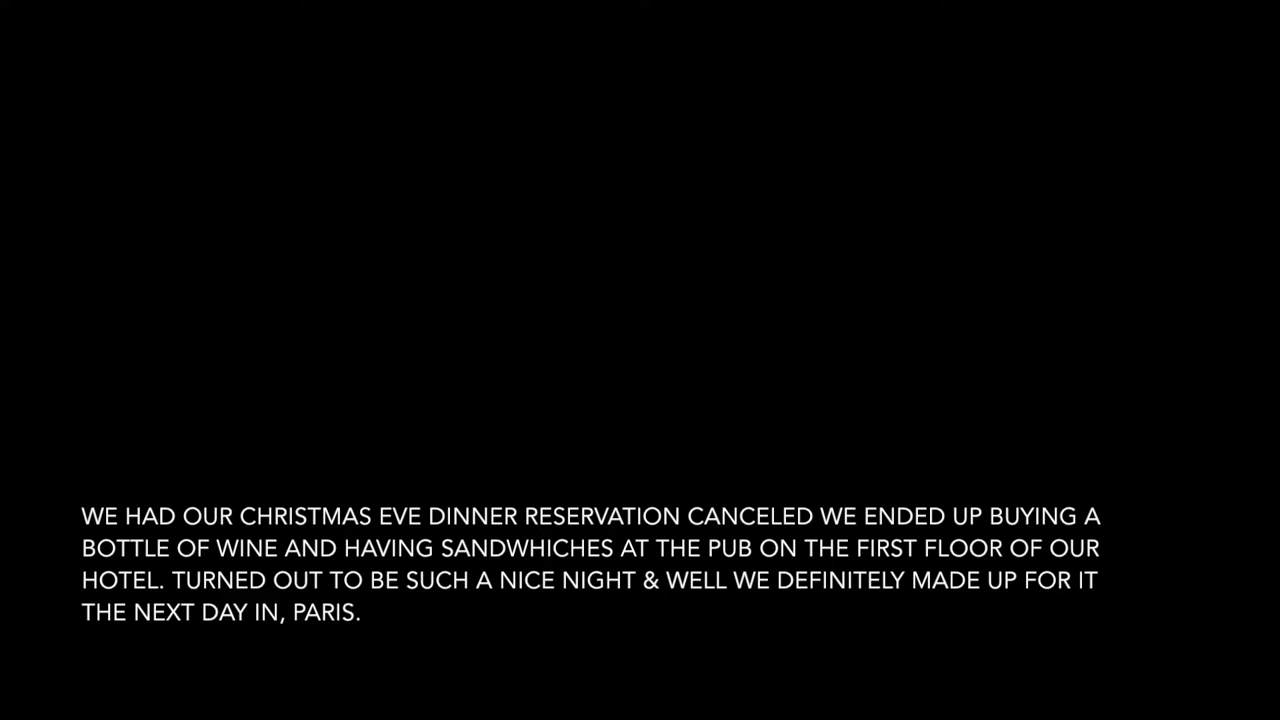 WE HAD OUR CHRISTMAS EVE DINNER RESERVATION CANCELED WE ENDED UP BUYING A
BOTTLE OF WINE AND HAVING SANDWHICHES AT THE PUB ON THE FIRST FLOOR OF OUR
HOTEL. TURNED OUT TO BE SUCH A NICE NIGHT & WELL WE DEFINITELY MADE UP FOR IT
THE NEXT DAY IN, PARIS.